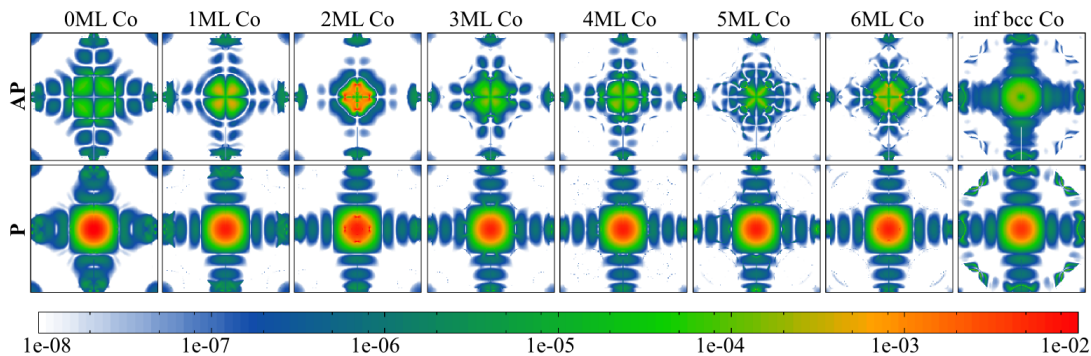 0ML Co 1ML Co 2ML Co 3ML Co 4ML Co 5ML Co 6ML Co inf bcc Co
AP
P
1e-08 1e-07 1e-06 1e-05 1e-04 1e-03 1e-02